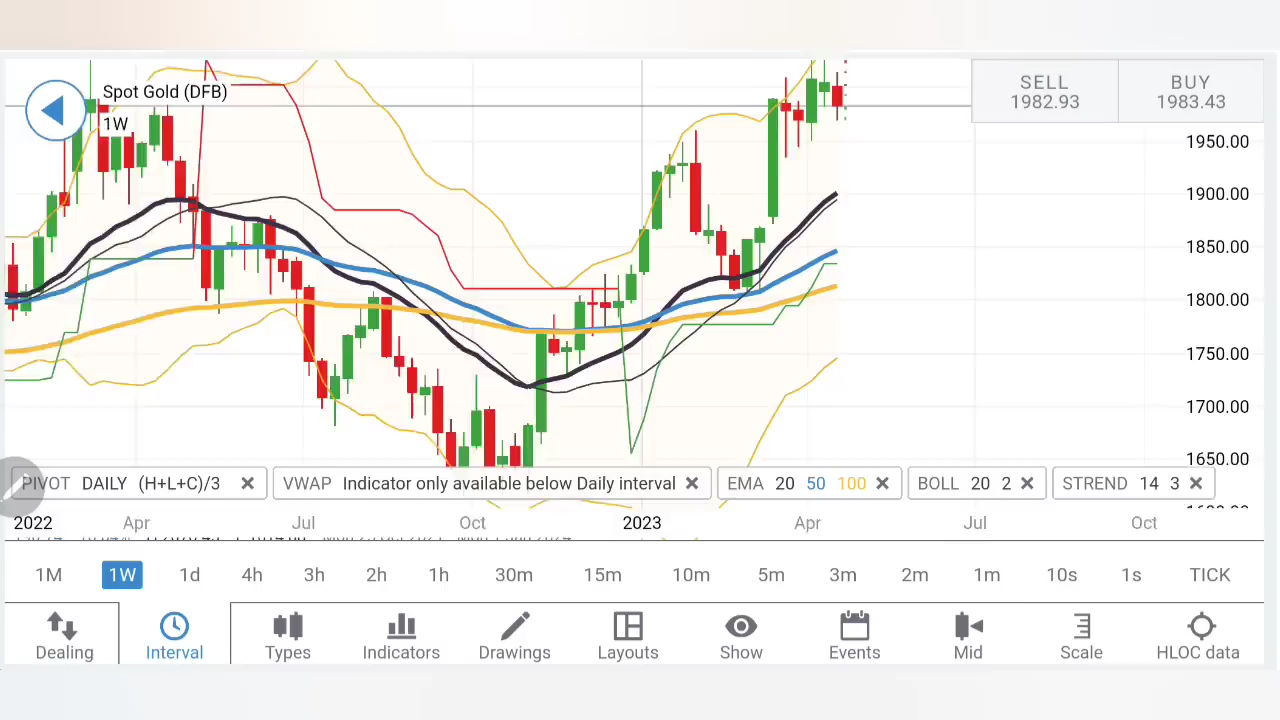 Spot Gold (DFB)
1W
SELL
1982.93
BUY
1983.43
1950.00
1900.00
1850.00
1800.00
1750.00
1700.00
1650.00
PIVOT DAILY (H+L+C)/3
VWAP Indicator only available below Daily interval
EMA 20 50 100
BOLL 20 2
STREND 14 3
2022 Apr Jul Oct 2023 Apr Jul Oct
1M 1W 1d 4h 3h 2h 1h 30m 15m 10m 5m 3m 2m 1m 10s 1s TICK
Dealing Interval Types Indicators Drawings Layouts Show Events Mid Scale HLOC data